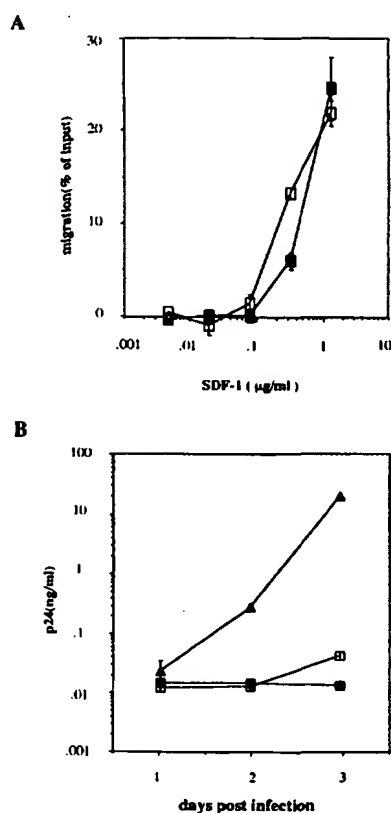 A
30
20
10
0
migration(% of input)
.001 .01 .1 1 10
SDF-1 ( µg/ml)
B
100
10
1
.1
.01
.001
p24(ng/ml)
1 2 3
days post infection